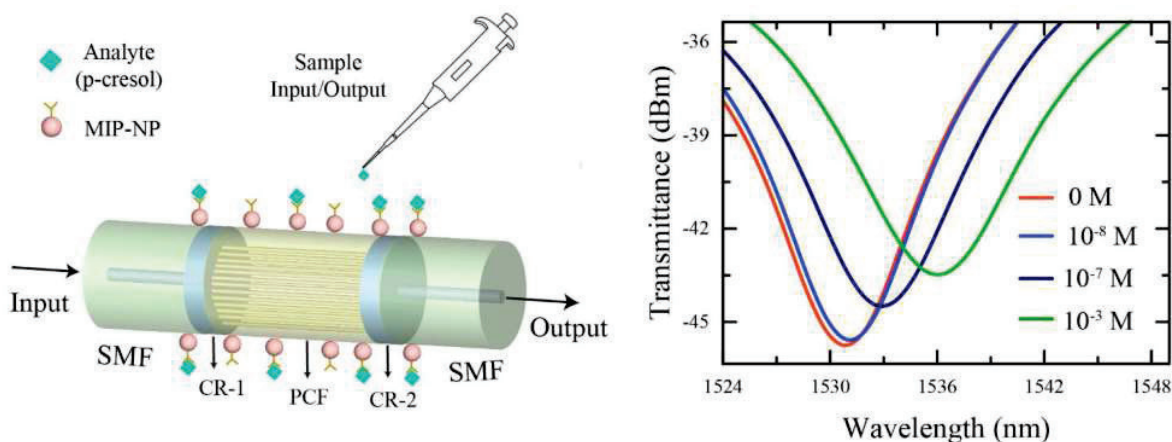 Analyte
(p-cresol)
MIP-NP
Sample
Input/Output
Input
Output
SMF
SMF
CR-1
PCF
CR-2
-36
-39
-42
-45
Transmittance (dBm)
0 M
10⁻⁸ M
10⁻⁷ M
10⁻³ M
1524
1530
1536
1542
1548
Wavelength (nm)